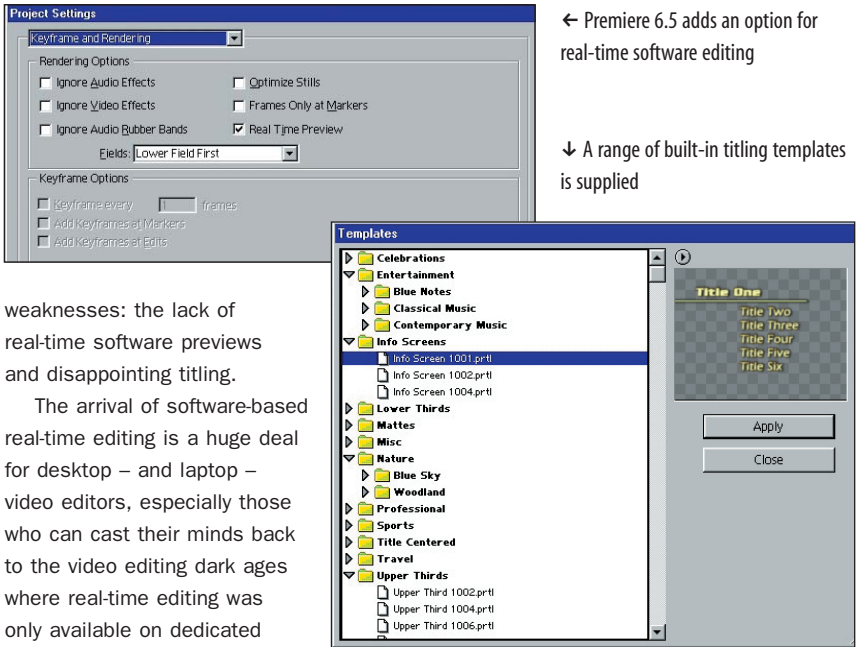 Project Settings
Keyframe and Rendering
Rendering Options
Ignore Audio Effects
Optimize Stills
Ignore Video Effects
Frames Only at Markers
Ignore Audio Rubber Bands
Real Time Preview
Fields: Lower Field First
Keyframe Options
Keyframe every 1 frames
Add Keyframes at Markers
Add Keyframes at Edits
← Premiere 6.5 adds an option for
real-time software editing
↓ A range of built-in titling templates
is supplied
Templates
Celebrations
Entertainment
Blue Notes
Classical Music
Contemporary Music
Info Screens
Info Screen 1001.prtl
Info Screen 1002.prtl
Info Screen 1004.prtl
Lower Thirds
Mattes
Misc
Nature
Blue Sky
Woodland
Professional
Sports
Title Centered
Travel
Upper Thirds
Upper Third 1002.prtl
Upper Third 1004.prtl
Upper Third 1006.prtl
Title One
Title Two
Title Three
Title Four
Title Five
Title Six
Apply
Close
weaknesses: the lack of
real-time software previews
and disappointing titling.
The arrival of software-based
real-time editing is a huge deal
for desktop – and laptop –
video editors, especially those
who can cast their minds back
to the video editing dark ages
where real-time editing was
only available on dedicated